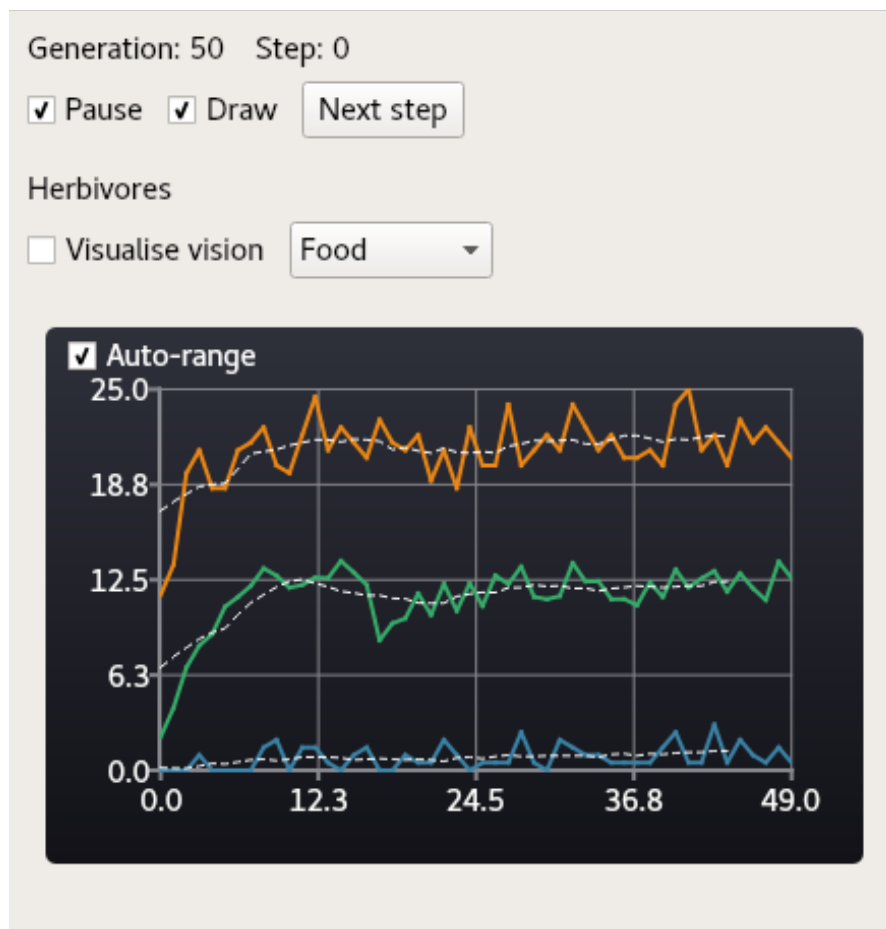 Generation: 50 Step: 0
Pause Draw Next step
Herbivores
Visualise vision Food
Auto-range
25.0
18.8
12.5
6.3
0.0
0.0 12.3 24.5 36.8 49.0